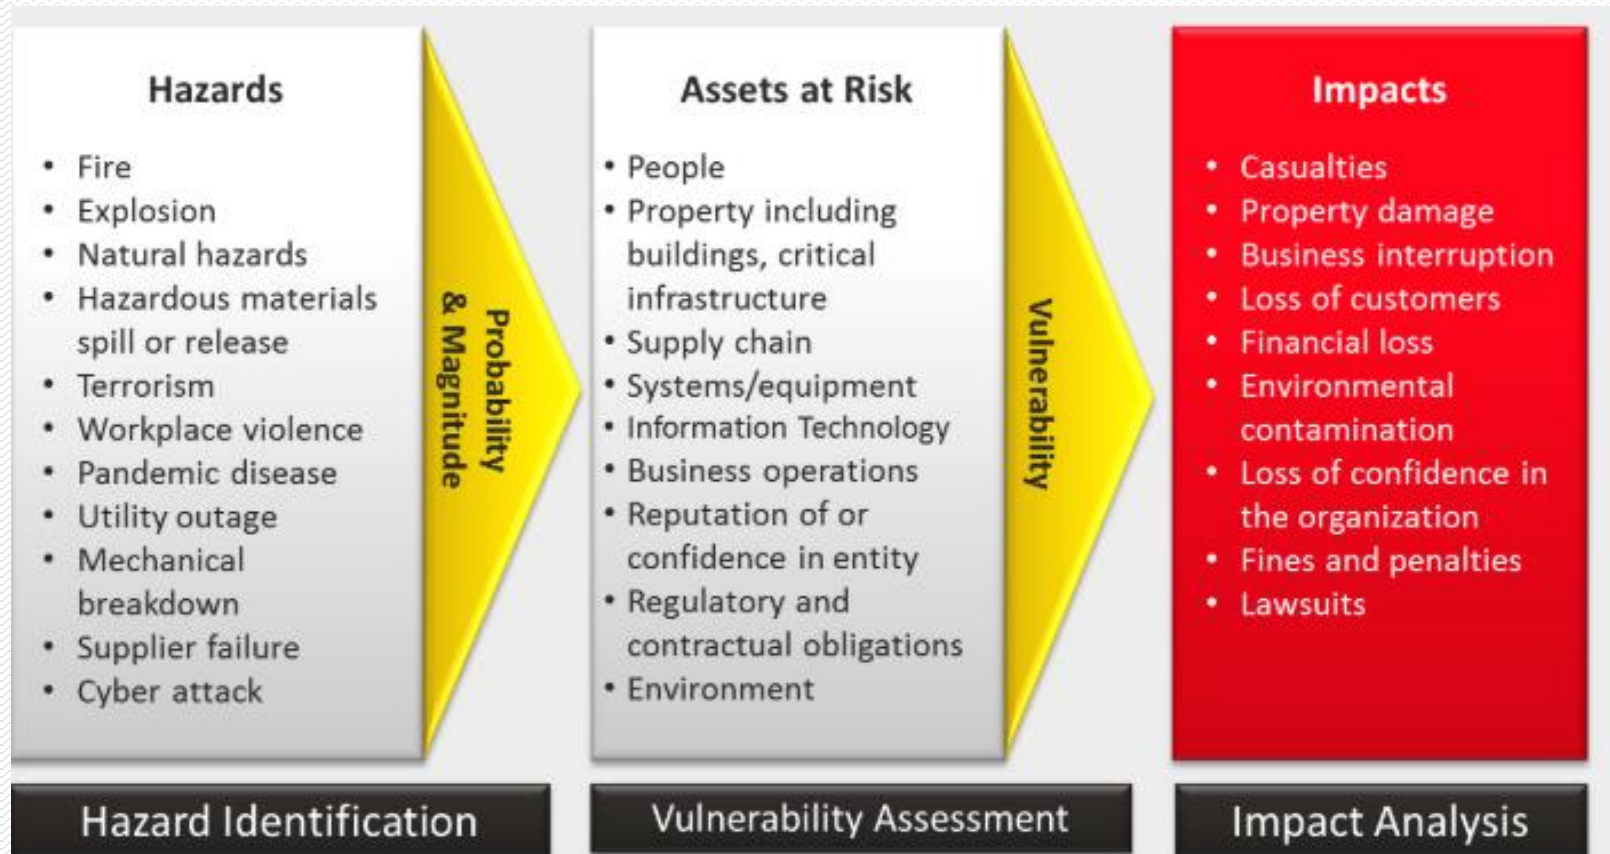 Hazards
• Fire
• Explosion
• Natural hazards
• Hazardous materials
spill or release
• Terrorism
• Workplace violence
• Pandemic disease
• Utility outage
• Mechanical
breakdown
• Supplier failure
• Cyber attack
Probability
& Magnitude
Assets at Risk
• People
• Property including
buildings, critical
infrastructure
• Supply chain
• Systems/equipment
• Information Technology
• Business operations
• Reputation of or
confidence in entity
• Regulatory and
contractual obligations
• Environment
Vulnerability
Impacts
• Casualties
• Property damage
• Business interruption
• Loss of customers
• Financial loss
• Environmental
contamination
• Loss of confidence in
the organization
• Fines and penalties
• Lawsuits
Hazard Identification
Vulnerability Assessment
Impact Analysis